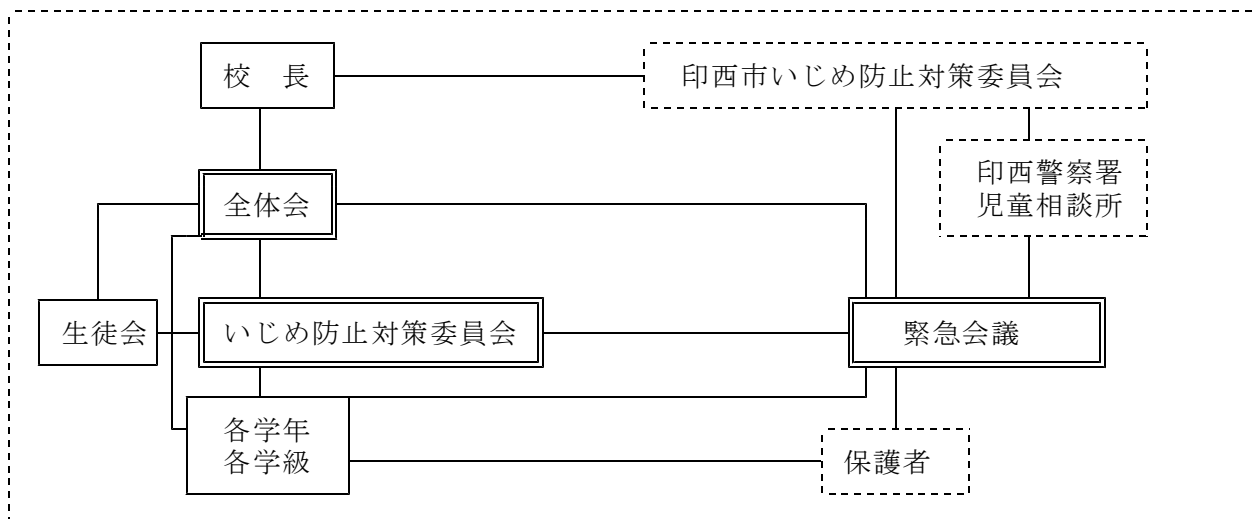 校　長
印西市いじめ防止対策委員会
印西警察署
児童相談所
全体会
生徒会
いじめ防止対策委員会
緊急会議
各学年
各学級
保護者